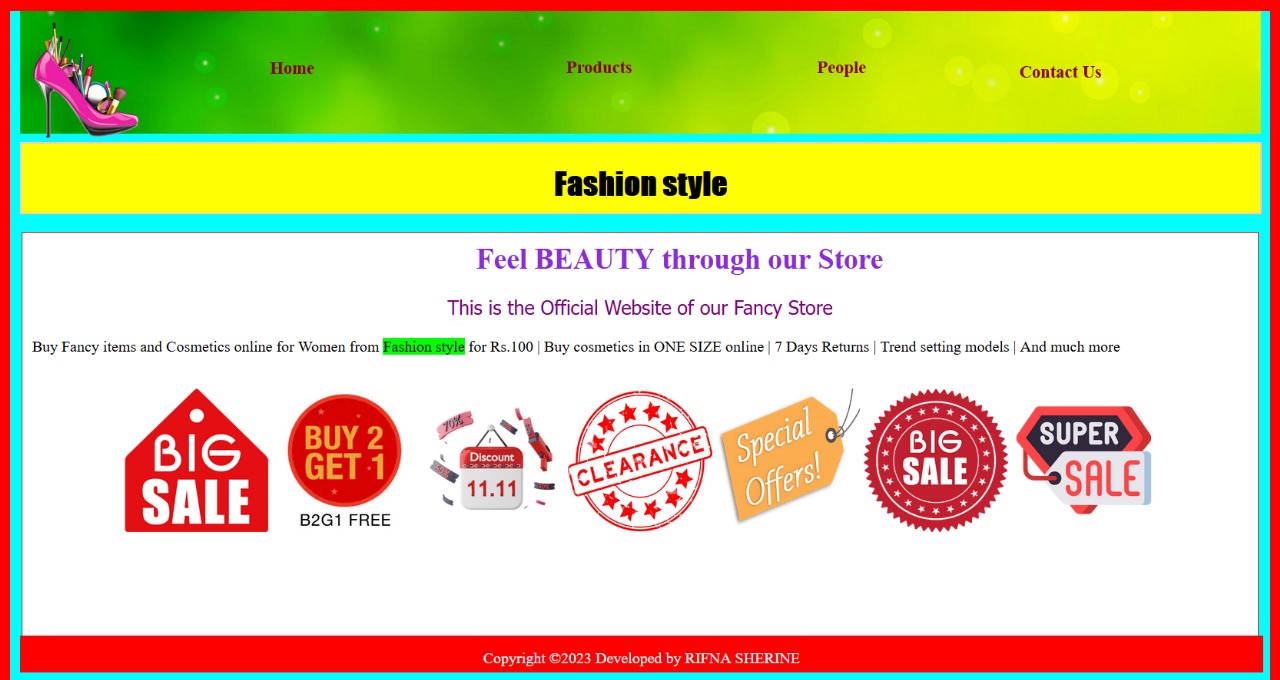 Home Products People Contact Us
Fashion style
Feel BEAUTY through our Store
This is the Official Website of our Fancy Store
Buy Fancy items and Cosmetics online for Women from Fashion style for Rs.100 | Buy cosmetics in ONE SIZE online | 7 Days Returns | Trend setting models | And much more
BIG
SALE
BUY 2
GET 1
B2G1 FREE
70%
Discount
11.11
CLEARANCE
Special
Offers!
BIG
SALE
SUPER
SALE
Copyright ©2023 Developed by RIFNA SHERINE